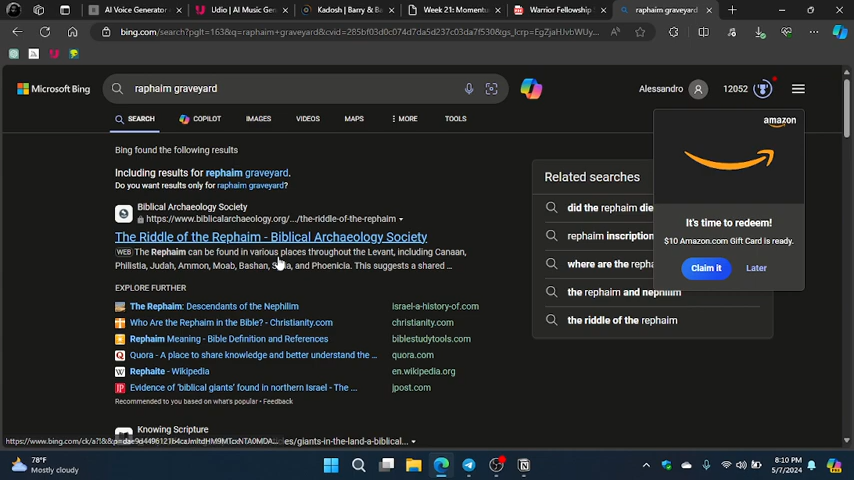 AI Voice Generator
Udio | AI Music Gen
Kadosh | Barry & Ba
Week 21: Momentu
Warrior Fellowship
raphaim graveyard
bing.com/search?pglt=163&q=raphaim+graveyard&cvid=285bf03d0c074d7da5d237c03da7f530&gs_lcrp=EgZjaHJvbWUy...
Microsoft Bing
raphaim graveyard
Alessandro
12052
SEARCH
COPILOT
IMAGES
VIDEOS
MAPS
MORE
TOOLS
amazon
Bing found the following results
Including results for rephaim graveyard.
Do you want results only for raphaim graveyard?
Related searches
Biblical Archaeology Society
https://www.biblicalarchaeology.org/.../the-riddle-of-the-rephaim
did the rephaim die
It's time to redeem!
The Riddle of the Rephaim - Biblical Archaeology Society
rephaim inscription
$10 Amazon.com Gift Card is ready.
WEB The Rephaim can be found in various places throughout the Levant, including Canaan,
Philistia, Judah, Ammon, Moab, Bashan, and Phoenicia. This suggests a shared ...
where are the repha
Claim it
Later
EXPLORE FURTHER
the rephaim and nephilim
The Rephaim: Descendants of the Nephilim
israel-a-history-of.com
Who Are the Rephaim in the Bible? - Christianity.com
christianity.com
the riddle of the rephaim
Rephaim Meaning - Bible Definition and References
biblestudytools.com
Quora - A place to share knowledge and better understand the ...
quora.com
Rephaite - Wikipedia
en.wikipedia.org
Evidence of 'biblical giants' found in northern Israel - The ...
jpost.com
Recommended to you based on what's popular • Feedback
Knowing Scripture
es/giants-in-the-land-a-biblical...
78°F
Mostly cloudy
8:10 PM
5/7/2024